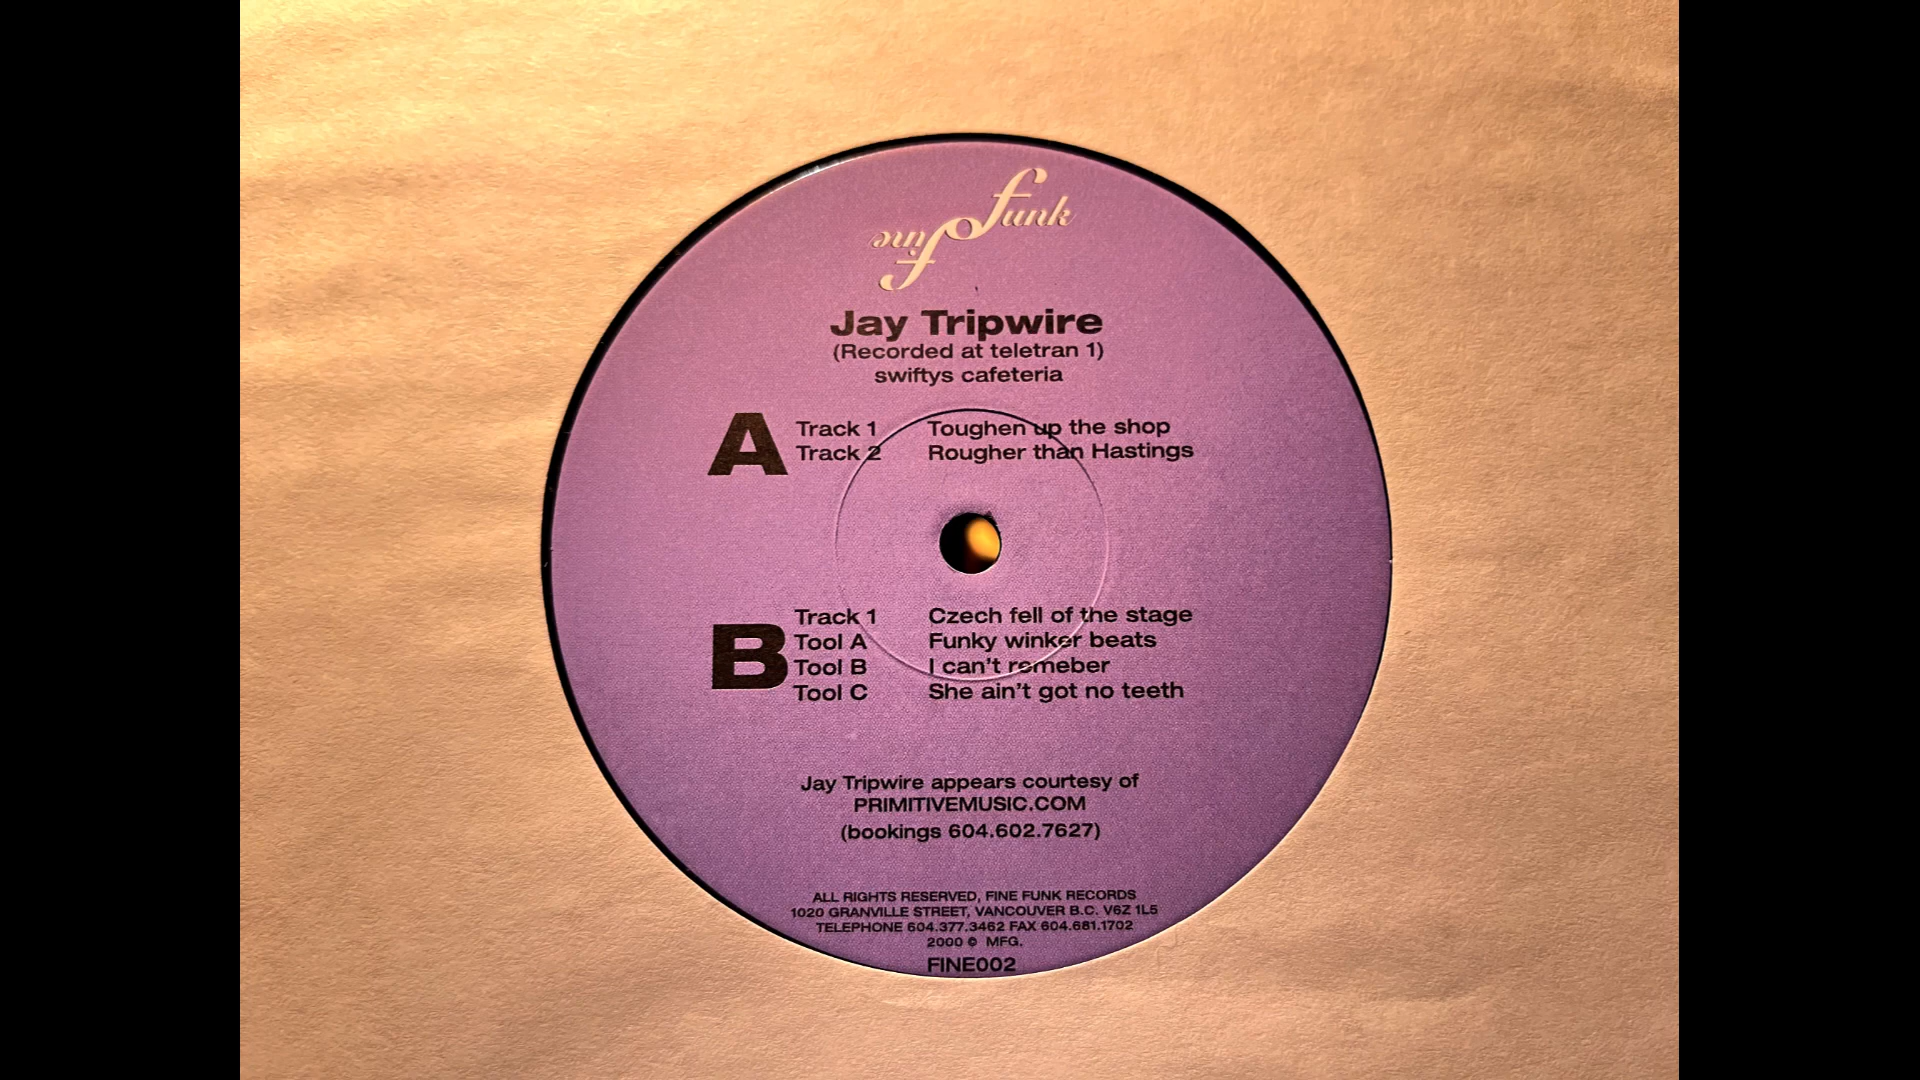 fine funk
Jay Tripwire
(Recorded at teletran 1)
swiftys cafeteria
A
Track 1 Toughen up the shop
Track 2 Rougher than Hastings
B
Track 1 Czech fell of the stage
Tool A Funky winker beats
Tool B I can't remeber
Tool C She ain't got no teeth
Jay Tripwire appears courtesy of
PRIMITIVEMUSIC.COM
(bookings 604.602.7627)
ALL RIGHTS RESERVED, FINE FUNK RECORDS
1020 GRANVILLE STREET, VANCOUVER B.C. V6Z 1L5
TELEPHONE 604.377.3462 FAX 604.681.1702
2000 © MFG.
FINE002